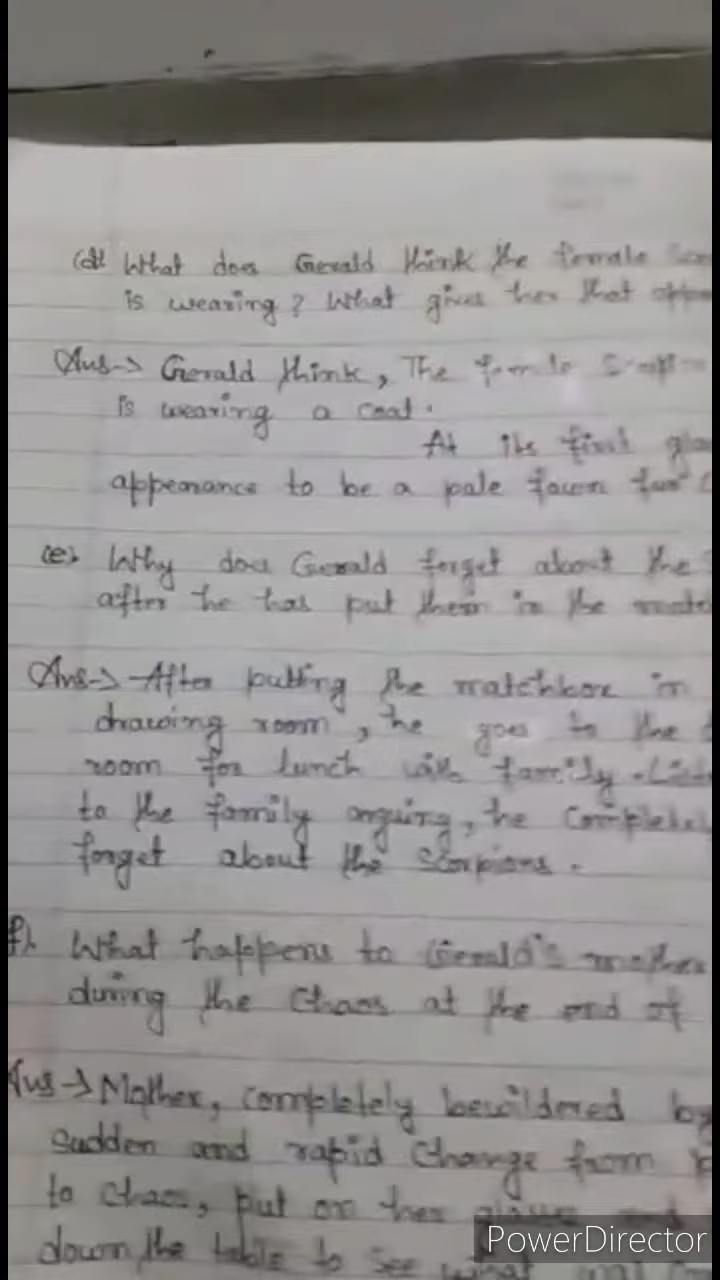 (d) What does Gerald think the female
is wearing? What gives her that
Ans-> Gerald think, The female
is wearing a coat.
At its first
appearance to be a pale fawn fur
(e) Why does Gerald forget about the
after he has put them in the
Ans-> After putting the matchbox in
drawing room, he goes to the
room for lunch with family.
to the family arguing, he
forget about the Scorpions.
f). What happens to Gerald's mother
during the Chaos at the end of
Ans-> Mother, completely bewildered by
Sudden and rapid Change from
to Chaos, put on her glasses and
down the table to see what
PowerDirector